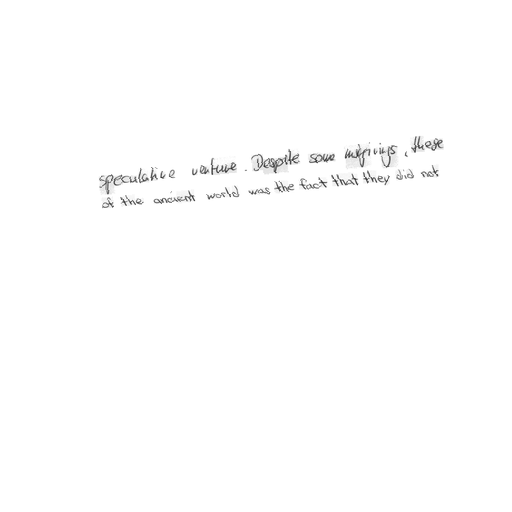 speculative venture. Despite some misgivings, these
of the ancient world was the fact that they did not